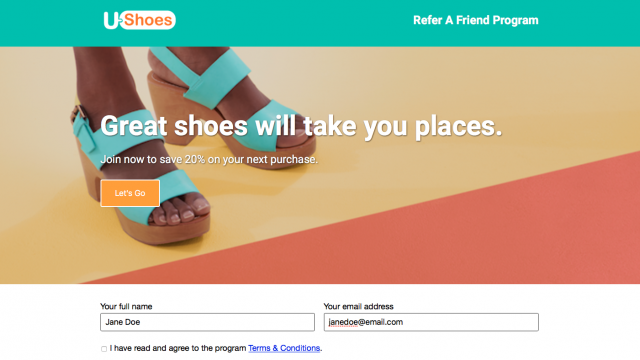 U Shoes
Refer A Friend Program
Great shoes will take you places.
Join now to save 20% on your next purchase.
Let's Go
Your full name
Your email address
Jane Doe
janedoe@email.com
I have read and agree to the program Terms & Conditions.